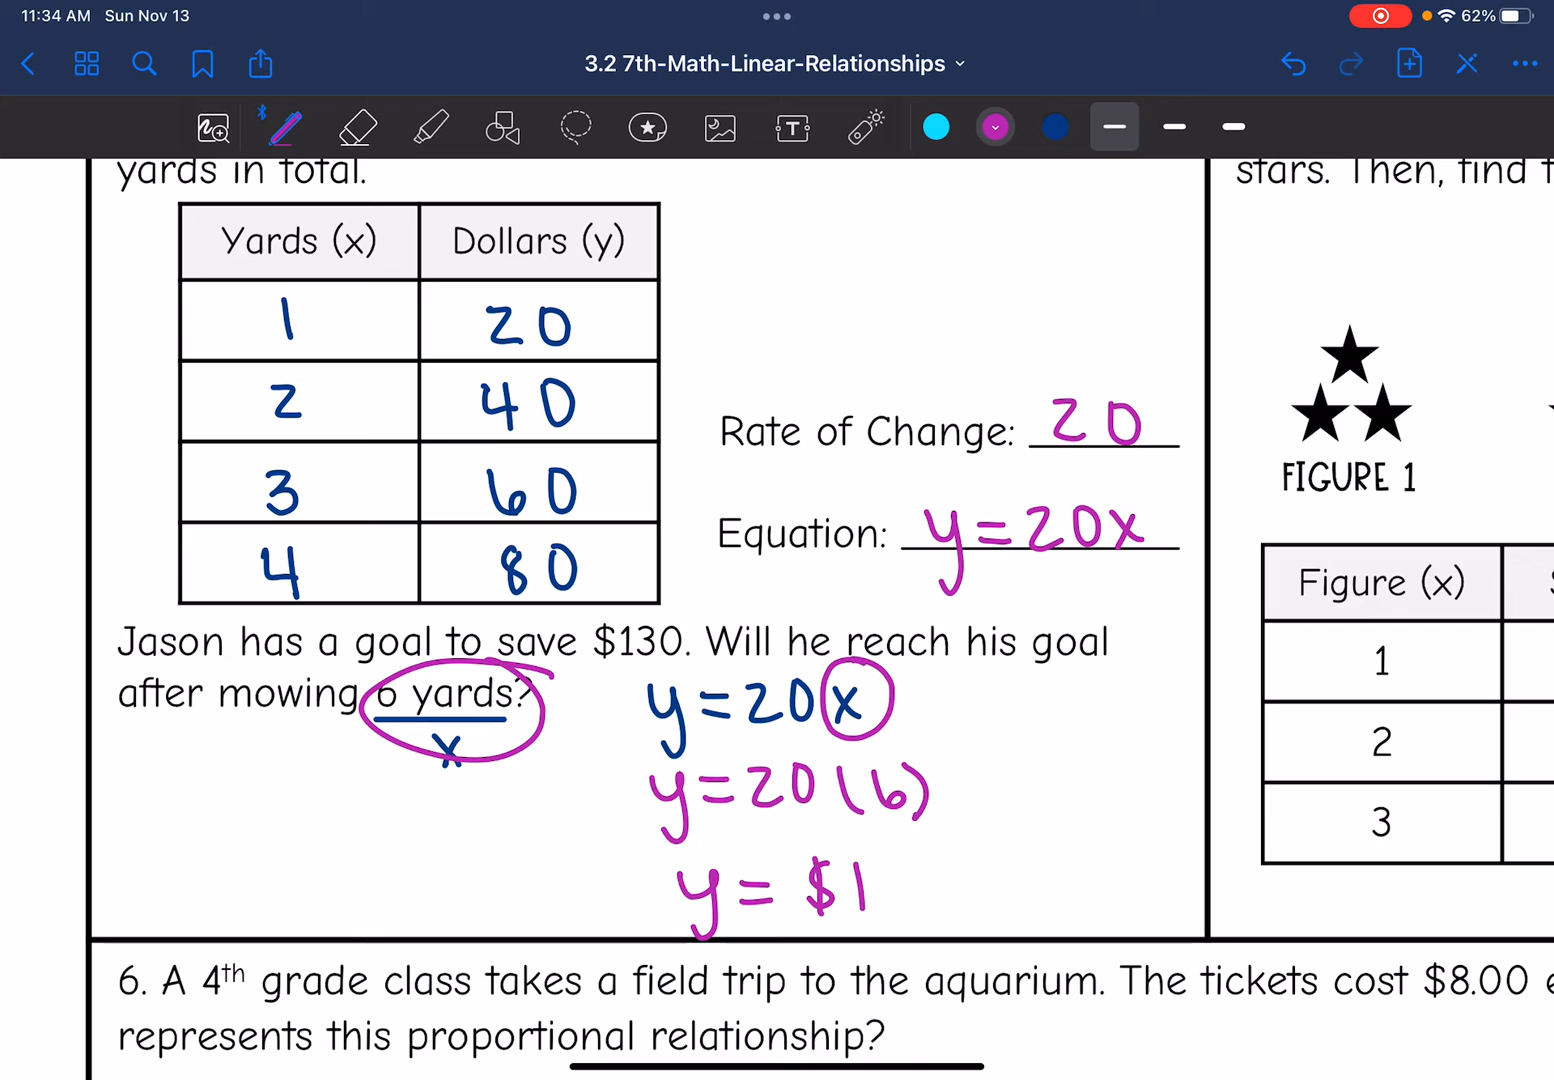 11:34 AM Sun Nov 13
62%
3.2 7th-Math-Linear-Relationships
yards in total.
Yards (x) Dollars (y)
1 20
2 40
3 60
4 80
Rate of Change: 20
Equation: y=20x
Jason has a goal to save $130. Will he reach his goal
after mowing 6 yards?
x
y=20x
y=20(6)
y= $1
stars. Then, find
FIGURE 1
Figure (x)
1
2
3
6. A 4th grade class takes a field trip to the aquarium. The tickets cost $8.00
represents this proportional relationship?